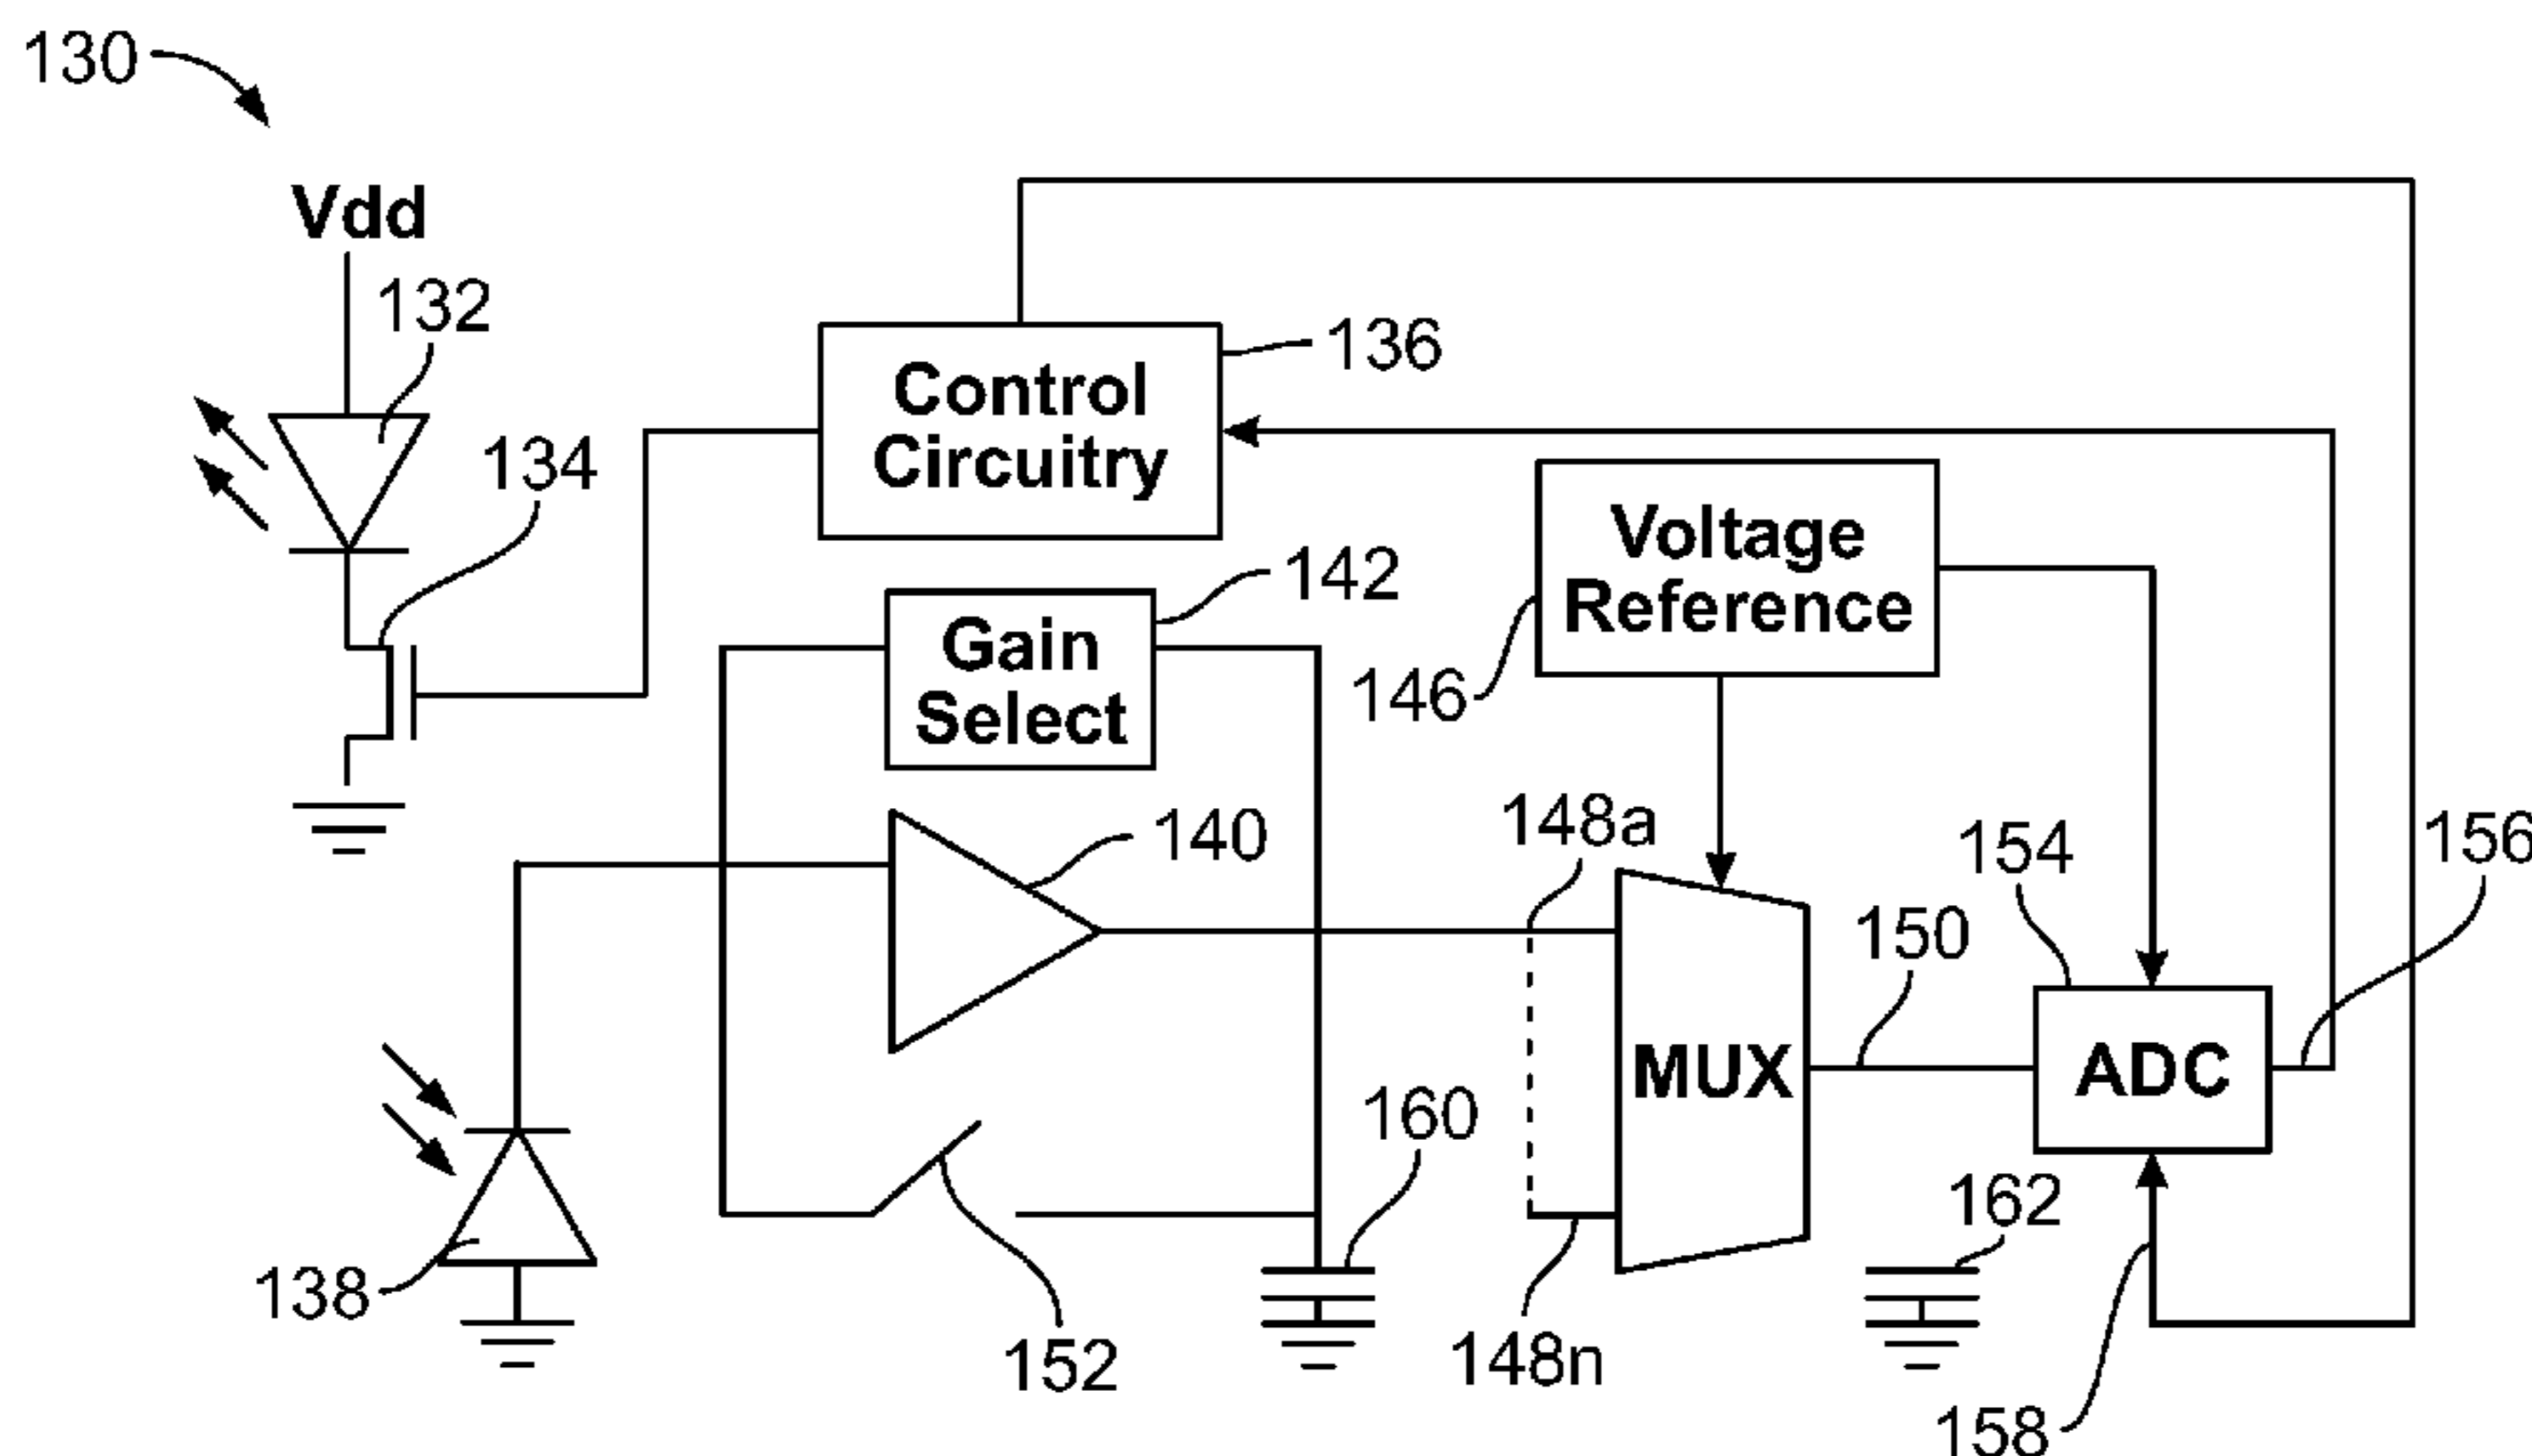 130
Vdd
132
134
Control
Circuitry
136
Gain
Select
142
Voltage
Reference
146
140
148a
154
156
150
MUX
ADC
138
152
160
148n
162
158